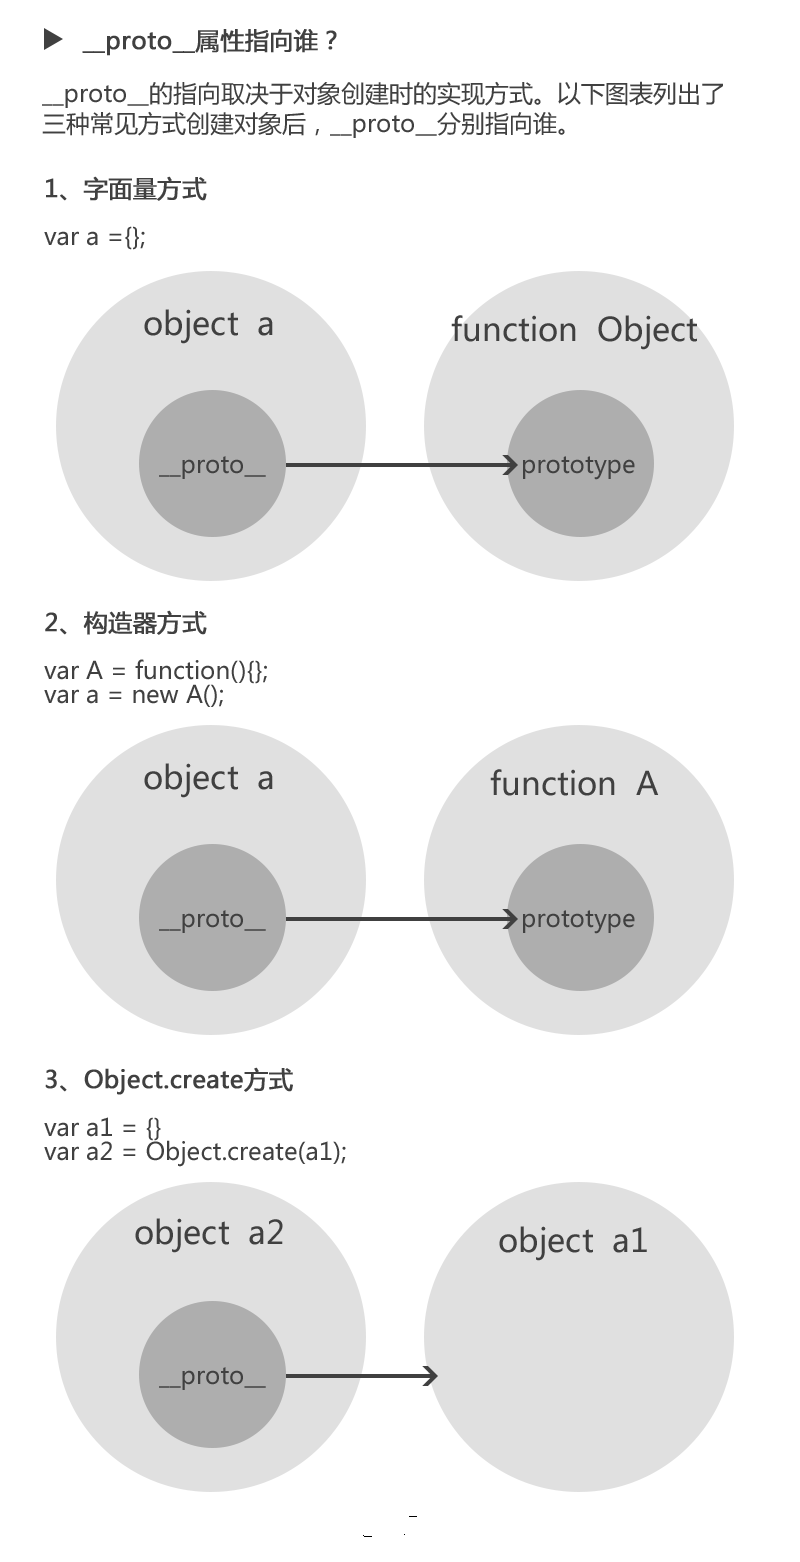 ▶ __proto__属性指向谁？
__proto__的指向取决于对象创建时的实现方式。以下图表列出了
三种常见方式创建对象后，__proto__分别指向谁。
1、字面量方式
var a ={};
object a
function Object
__proto__
prototype
2、构造器方式
var A = function(){};
var a = new A();
object a
function A
__proto__
prototype
3、Object.create方式
var a1 = {}
var a2 = Object.create(a1);
object a2
object a1
__proto__